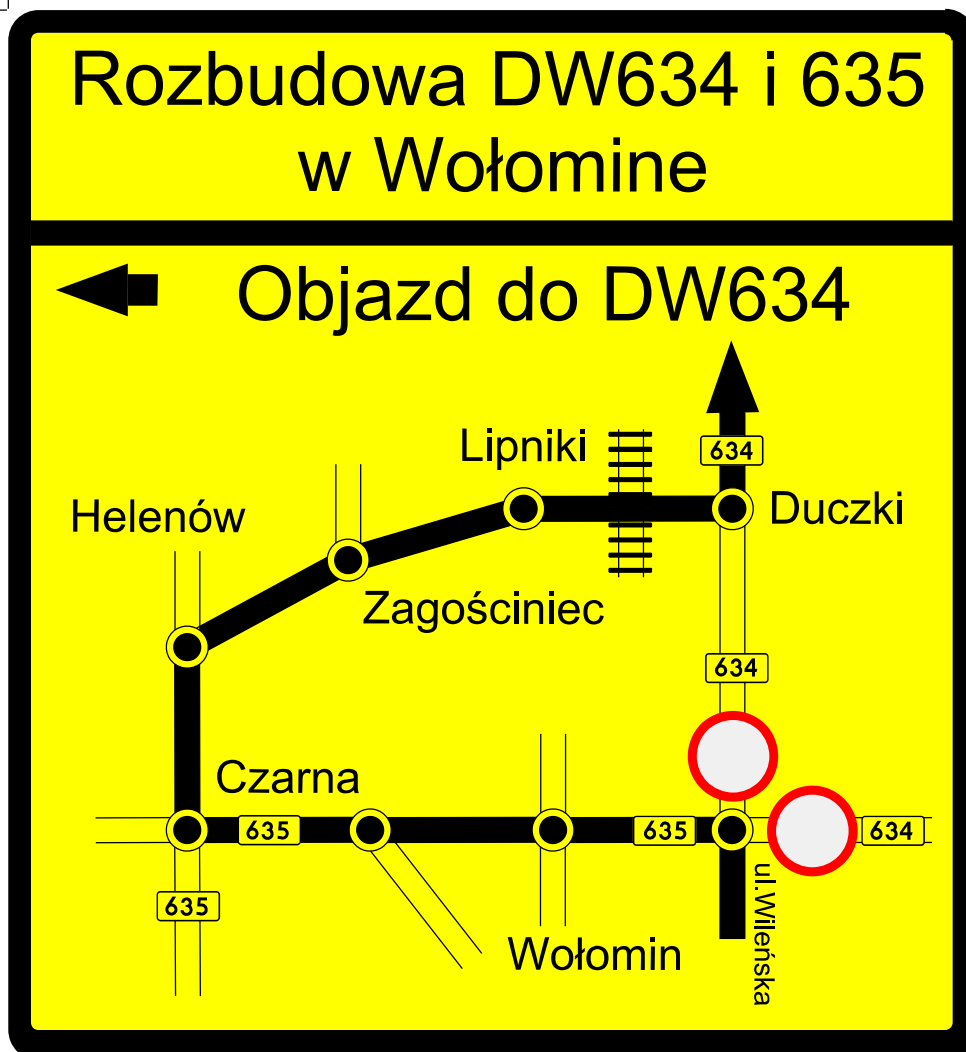 Rozbudowa DW634 i 635
w Wołomine
Objazd do DW634
634
Lipniki
Duczki
Helenów
Zagościniec
634
Czarna
635
635
634
635
ul.Wileńska
Wołomin